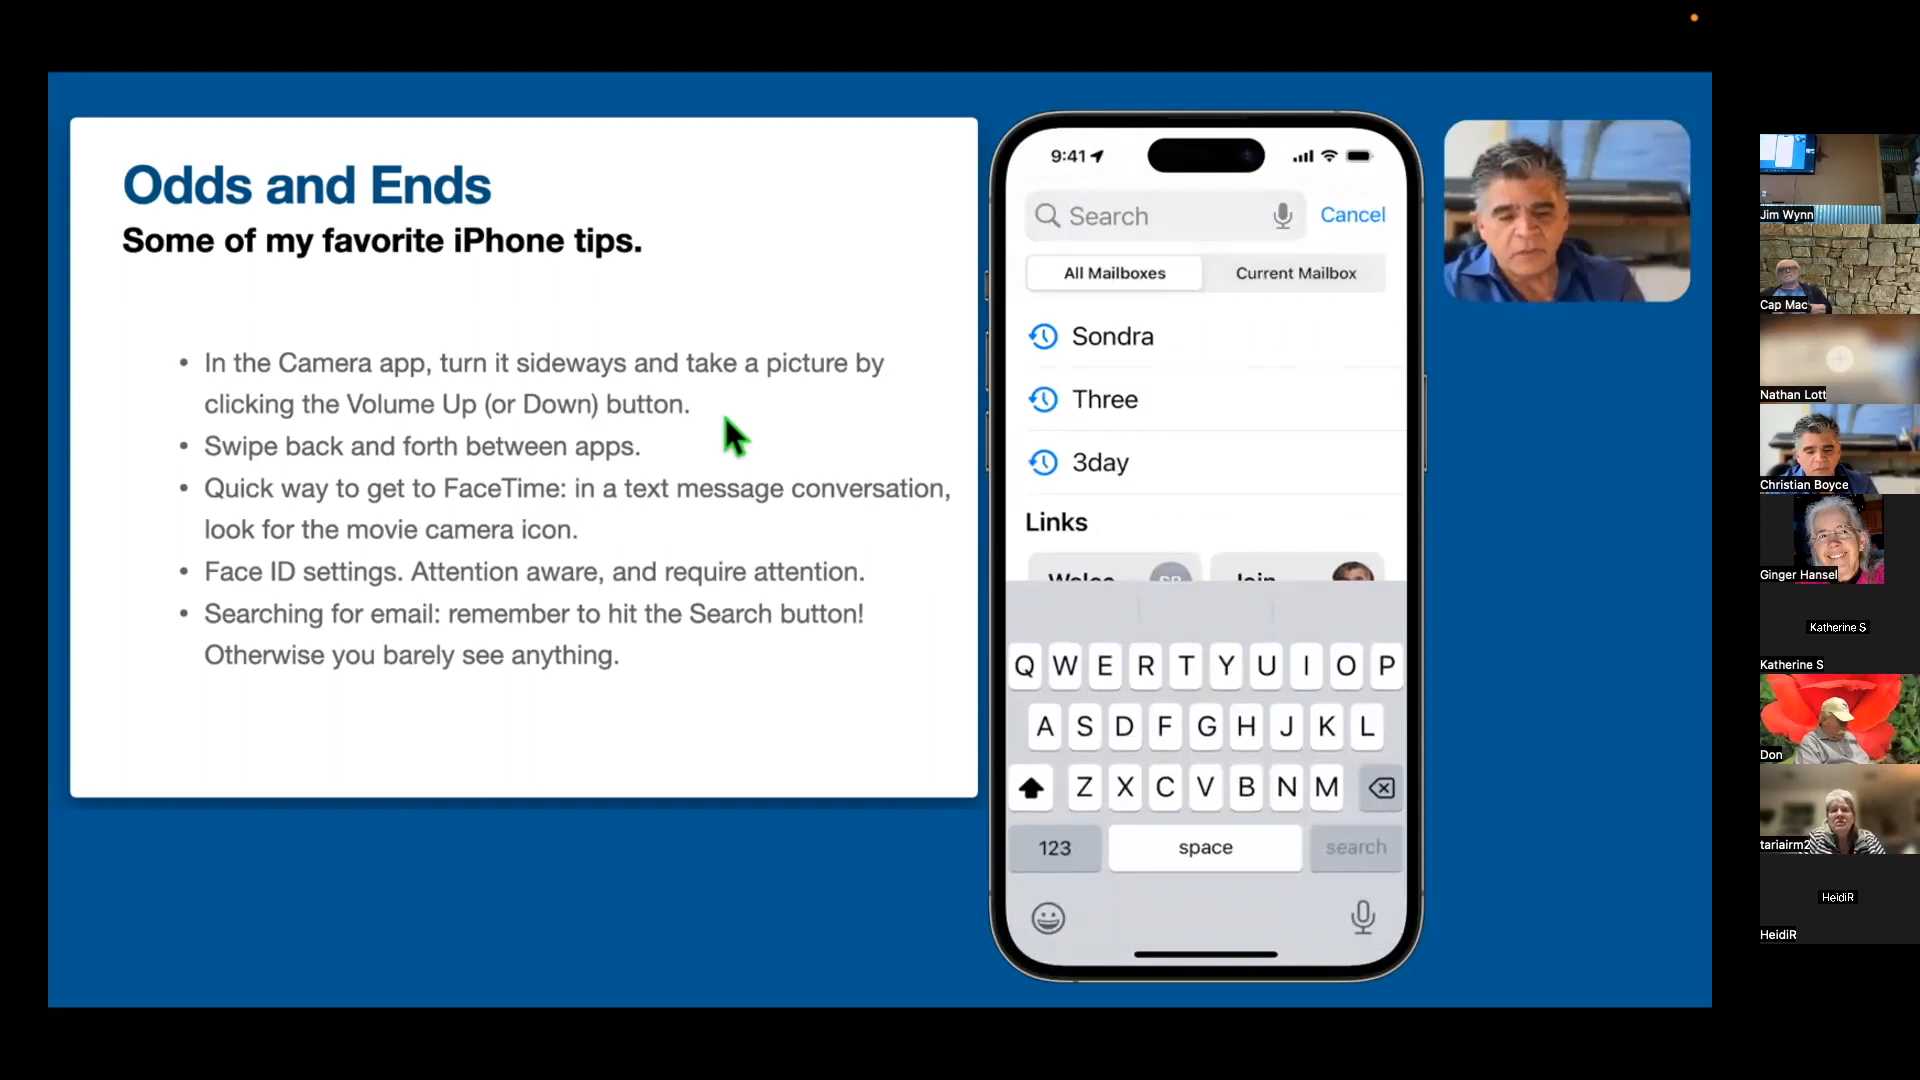 Odds and Ends
Some of my favorite iPhone tips.
• In the Camera app, turn it sideways and take a picture by
clicking the Volume Up (or Down) button.
• Swipe back and forth between apps.
• Quick way to get to FaceTime: in a text message conversation,
look for the movie camera icon.
• Face ID settings. Attention aware, and require attention.
• Searching for email: remember to hit the Search button!
Otherwise you barely see anything.
9:41
Search
Cancel
All Mailboxes
Current Mailbox
Sondra
Three
3day
Links
Q W E R T Y U I O P
A S D F G H J K L
Z X C V B N M
123
space
search
Jim Wynn
Cap Mac
Nathan Lott
Christian Boyce
Ginger Hansel
Katherine S
Katherine S
Don
tariairm2
HeidiR
HeidiR